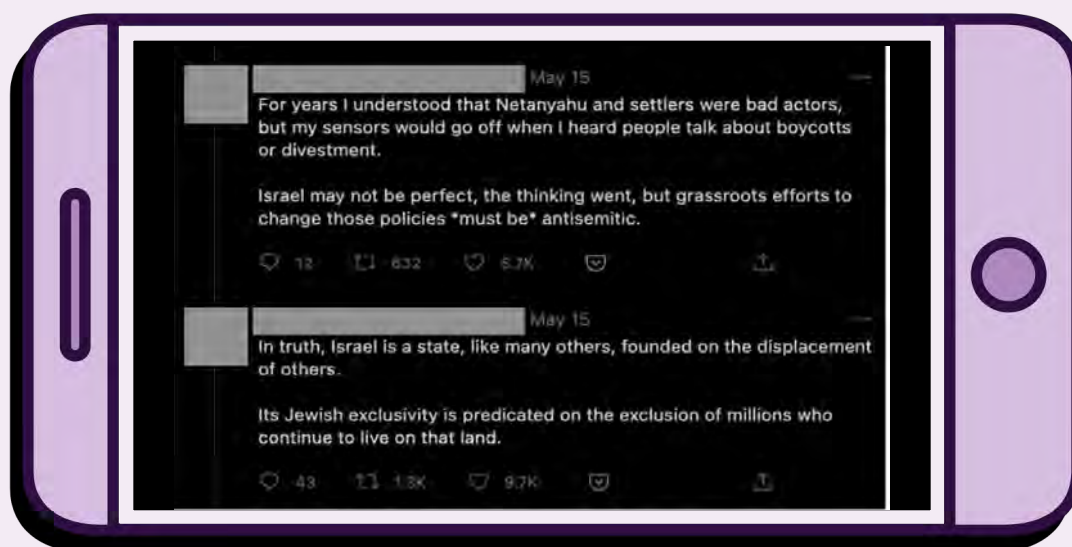 May 15
For years I understood that Netanyahu and settlers were bad actors,
but my sensors would go off when I heard people talk about boycotts
or divestment.
Israel may not be perfect, the thinking went, but grassroots efforts to
change those policies *must be* antisemitic.
12 632 6.7K
May 15
In truth, Israel is a state, like many others, founded on the displacement
of others.
Its Jewish exclusivity is predicated on the exclusion of millions who
continue to live on that land.
43 9.7K